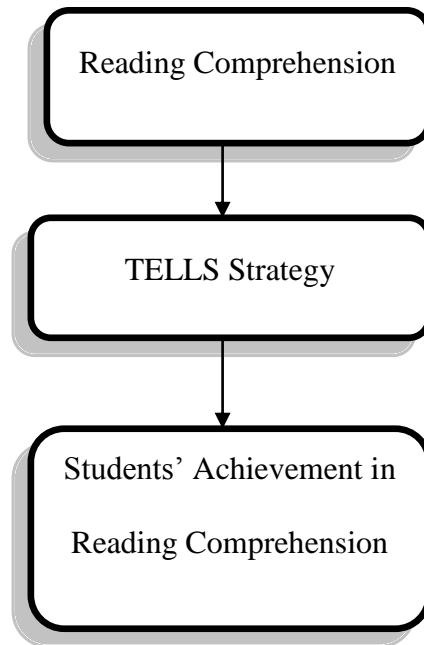 Reading Comprehension
TELLS Strategy
Students’ Achievement in
Reading Comprehension